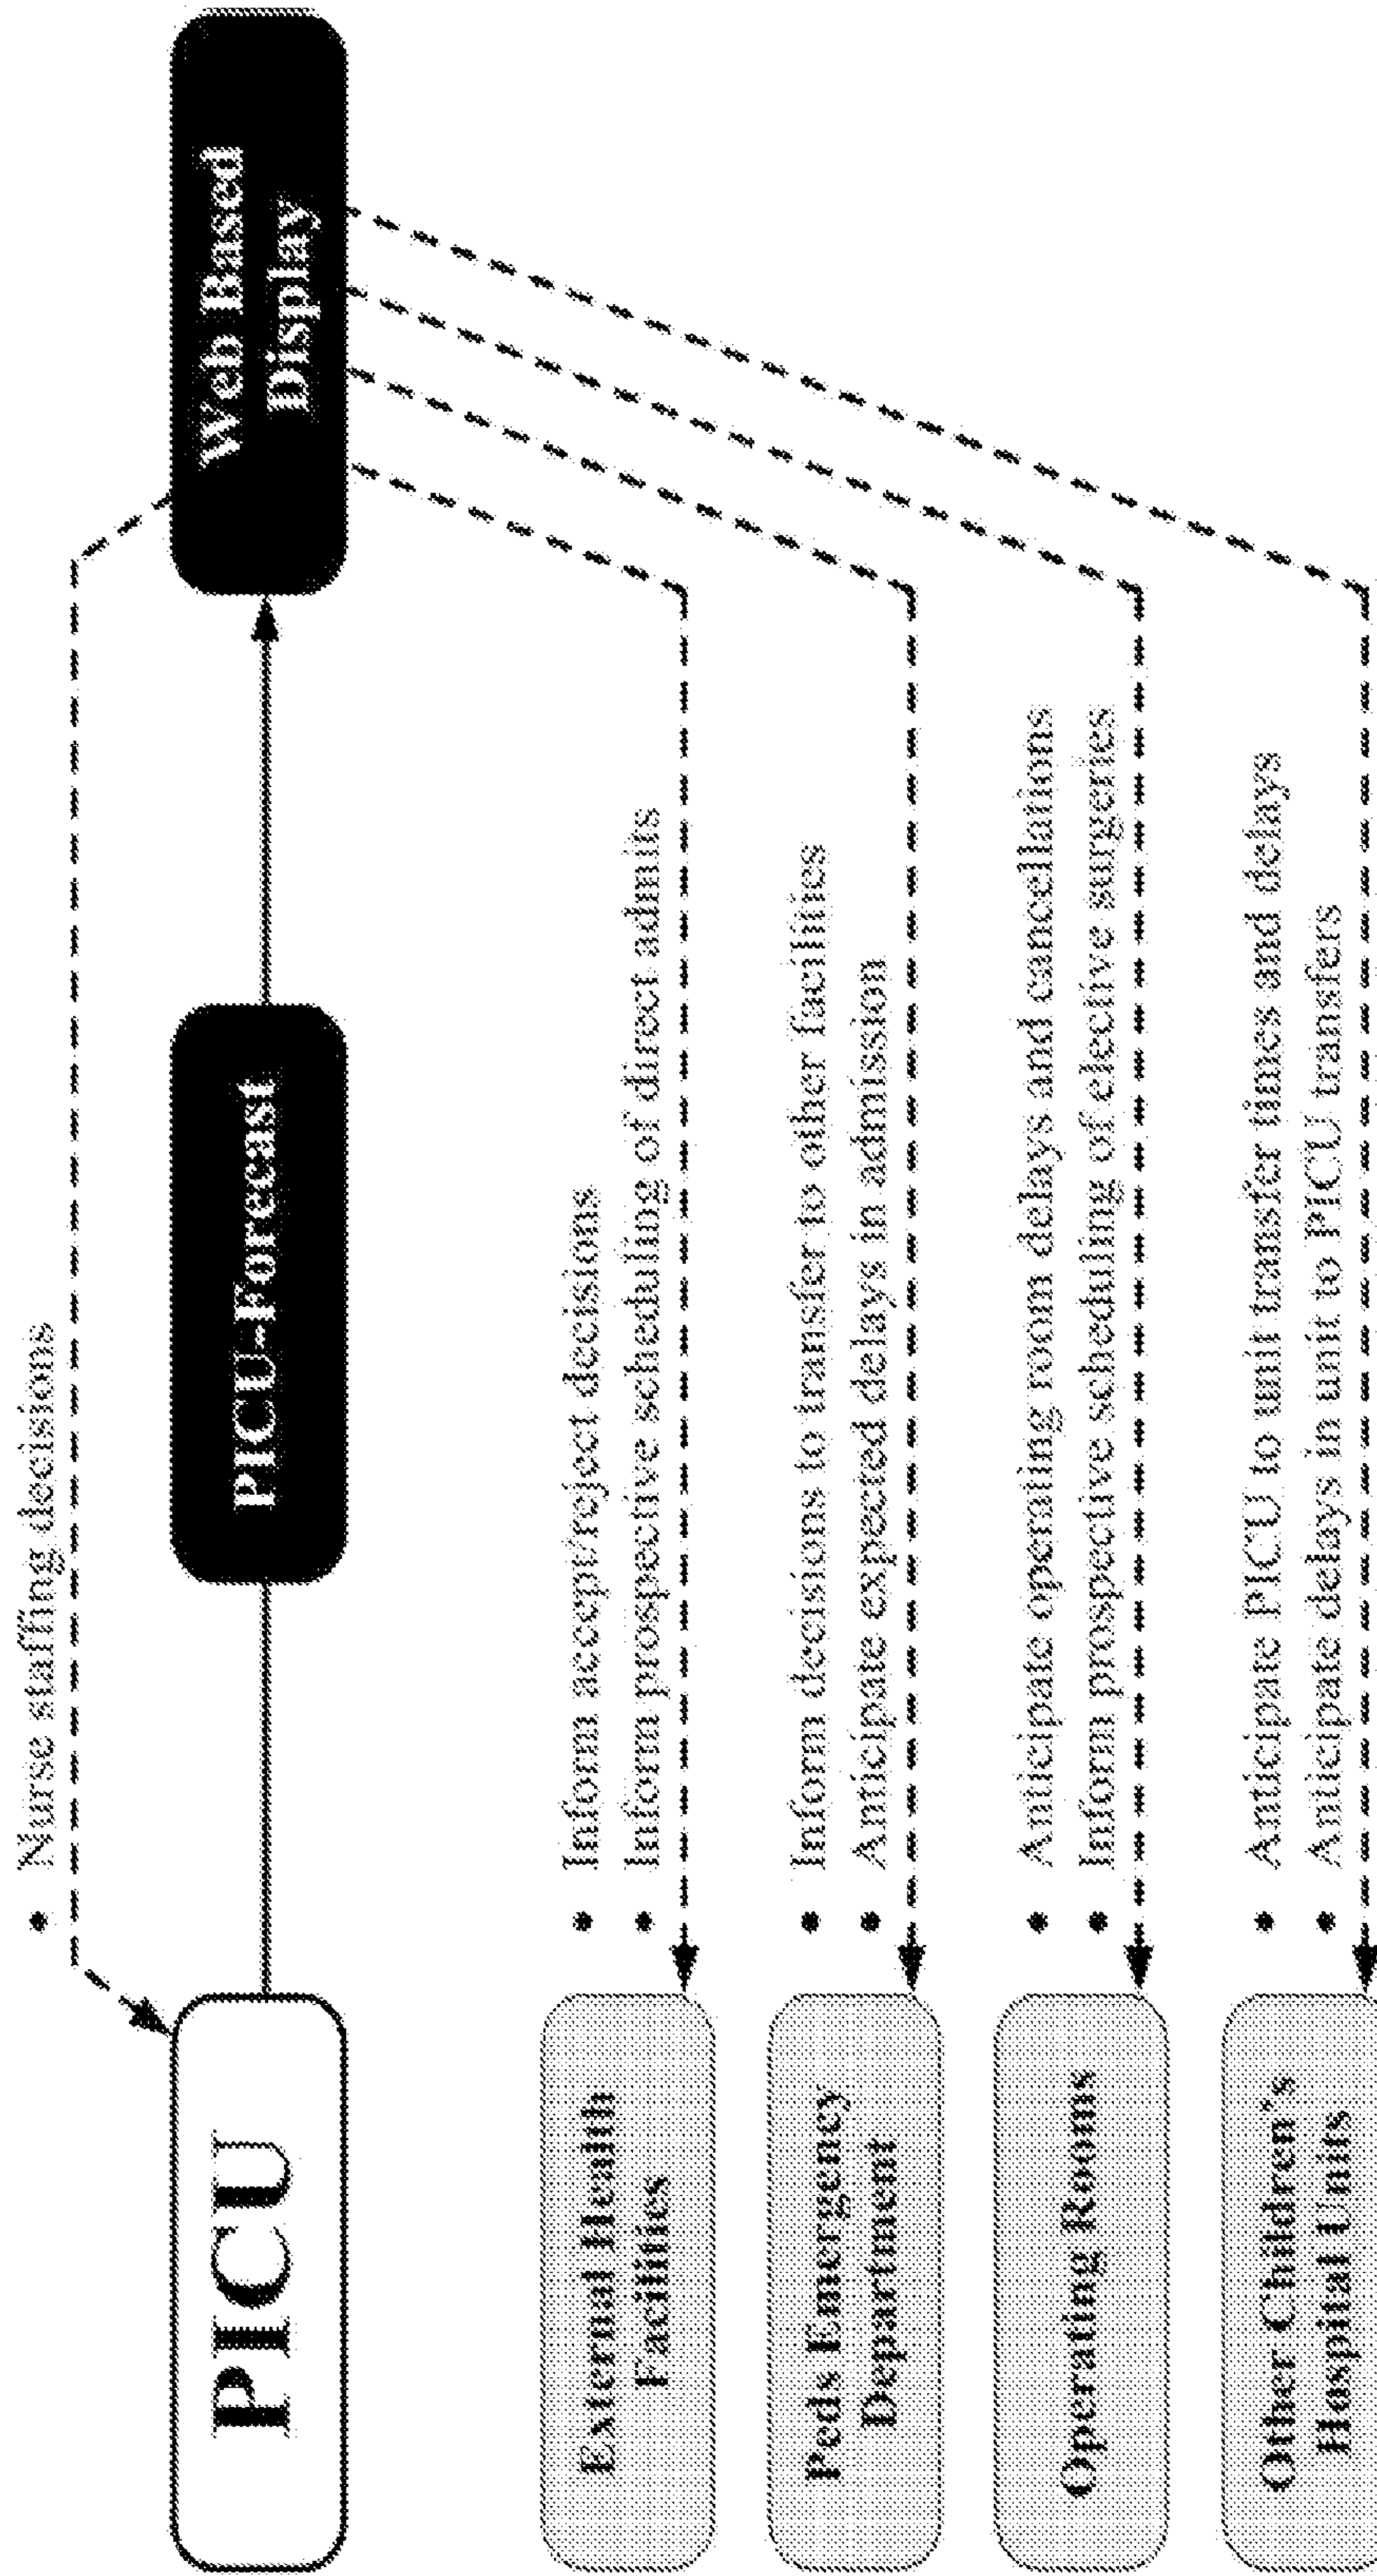 Nurse staffing decisions
PICU
PICU-Forecast
Web Based
Display
External Health
Facilities
Inform accept/reject decisions
Inform prospective scheduling of direct admits
Peds Emergency
Department
Inform decisions to transfer to other facilities
Anticipate expected delays in admission
Operating Rooms
Anticipate operating room delays and cancellations
Inform prospective scheduling of elective surgeries
Other Children's
Hospital Units
Anticipate PICU to unit transfer times and delays
Anticipate delays in unit to PICU transfers